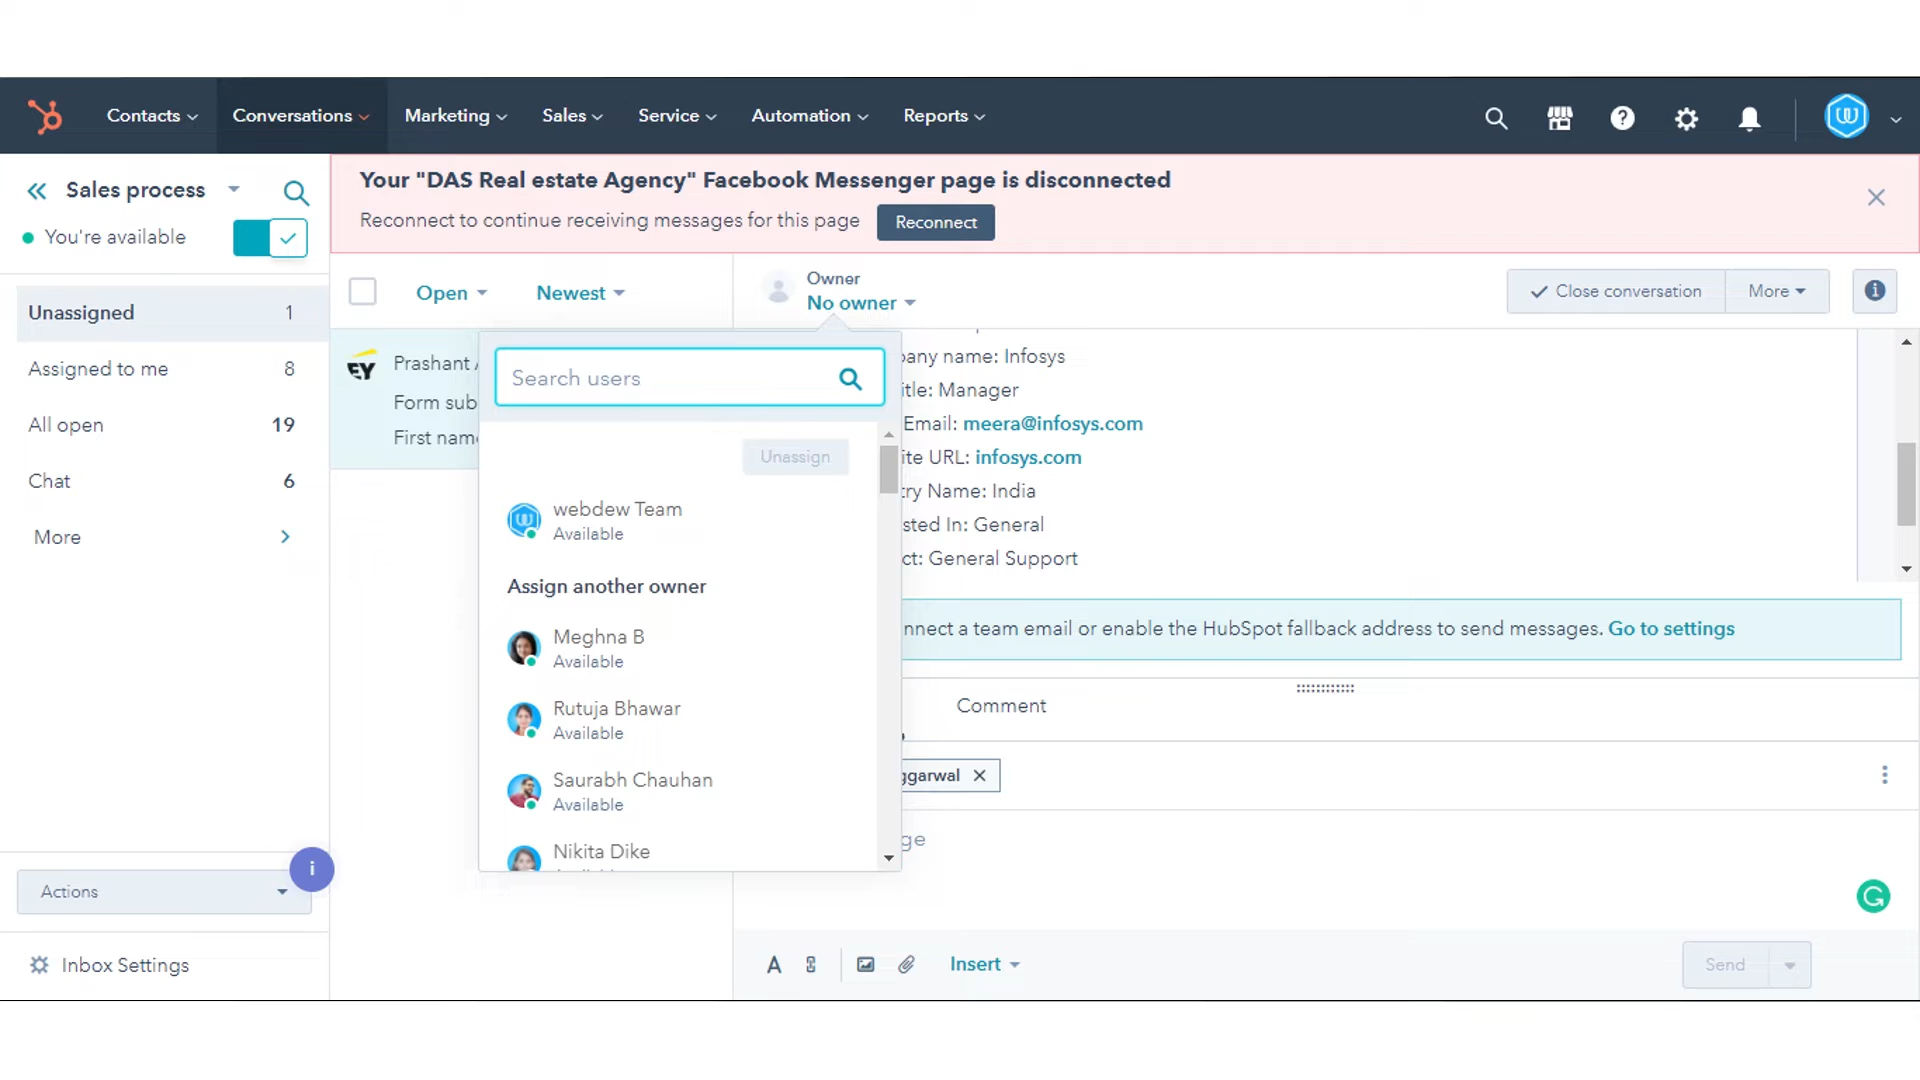 Contacts
Conversations
Marketing
Sales
Service
Automation
Reports
Sales process
You're available
Your "DAS Real estate Agency" Facebook Messenger page is disconnected
Reconnect to continue receiving messages for this page
Reconnect
Unassigned 1
Assigned to me 8
All open 19
Chat 6
More
Actions
i
Inbox Settings
Open
Newest
Owner
No owner
Close conversation
More
EY
Prashant
Form sub
First nam
Search users
Unassign
webdew Team
Available
Assign another owner
Meghna B
Available
Rutuja Bhawar
Available
Saurabh Chauhan
Available
Nikita Dike
pany name: Infosys
itle: Manager
Email: meera@infosys.com
ite URL: infosys.com
try Name: India
sted In: General
ct: General Support
nnect a team email or enable the HubSpot fallback address to send messages. Go to settings
Comment
ggarwal
ge
Insert
Send